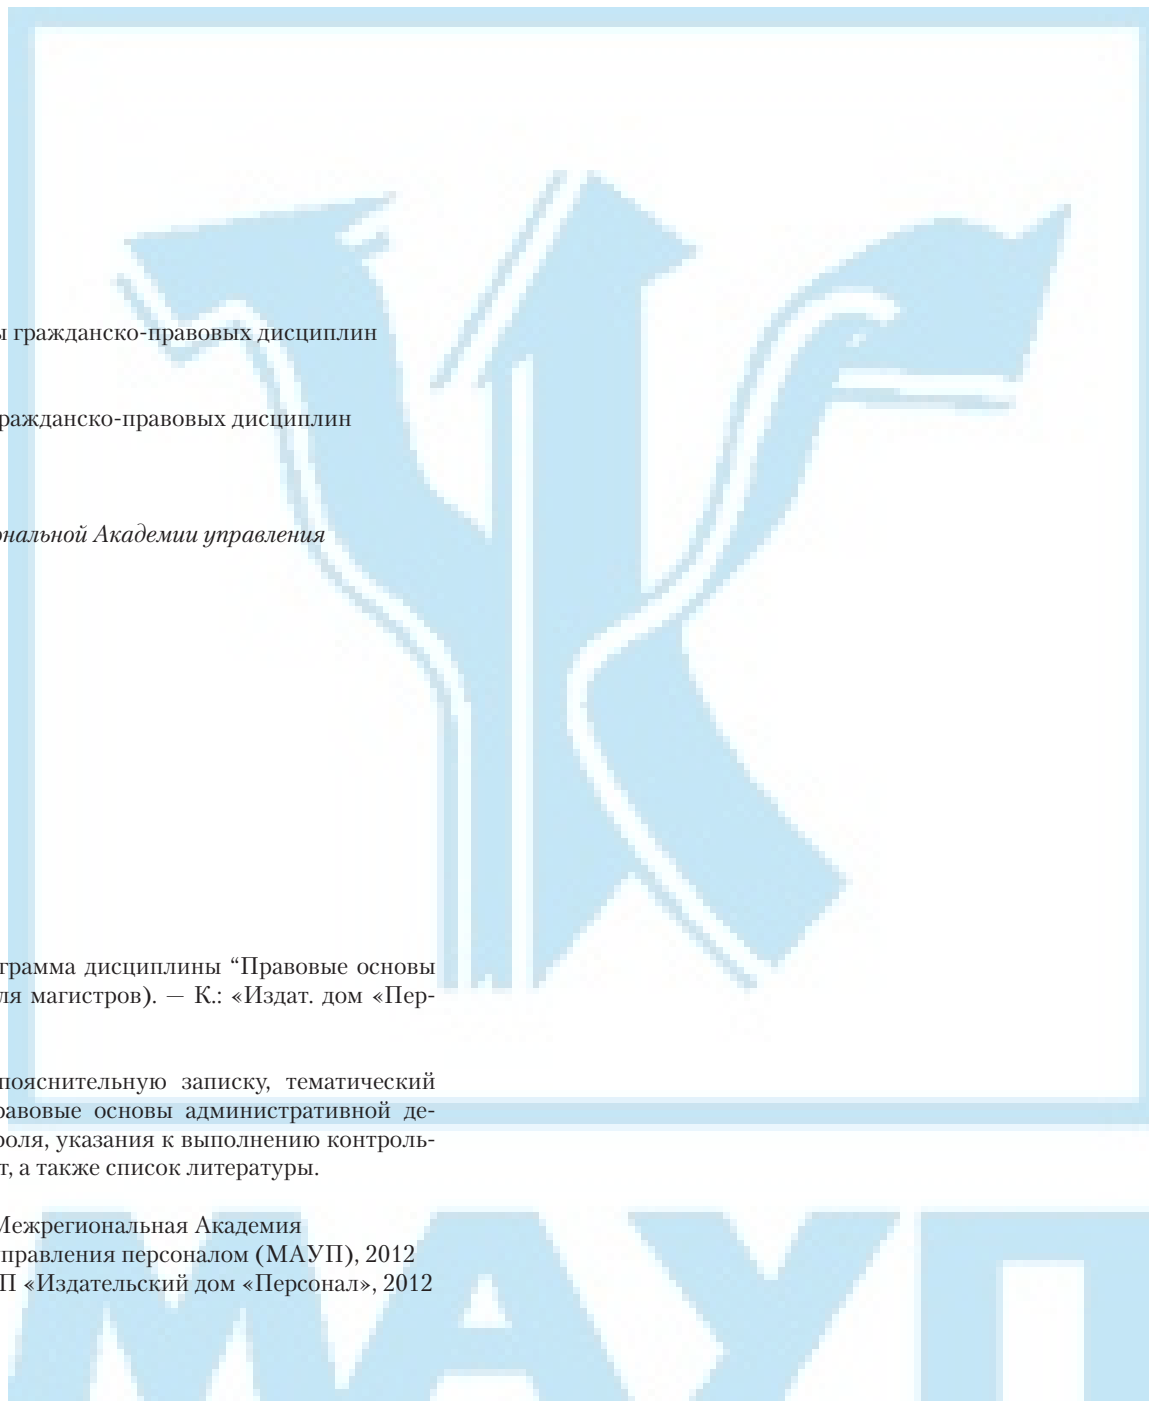 ы гражданско-правовых дисциплин
гражданско-правовых дисциплин
ональной Академии управления
грамма дисциплины “Правовые основы
ля магистров). — К.: «Издат. дом «Пер-
пояснительную записку, тематический
равовые основы административной де-
роля, указания к выполнению контроль-
т, а также список литературы.
Межрегиональная Академия
управления персоналом (МАУП), 2012
П «Издательский дом «Персонал», 2012
МАУП